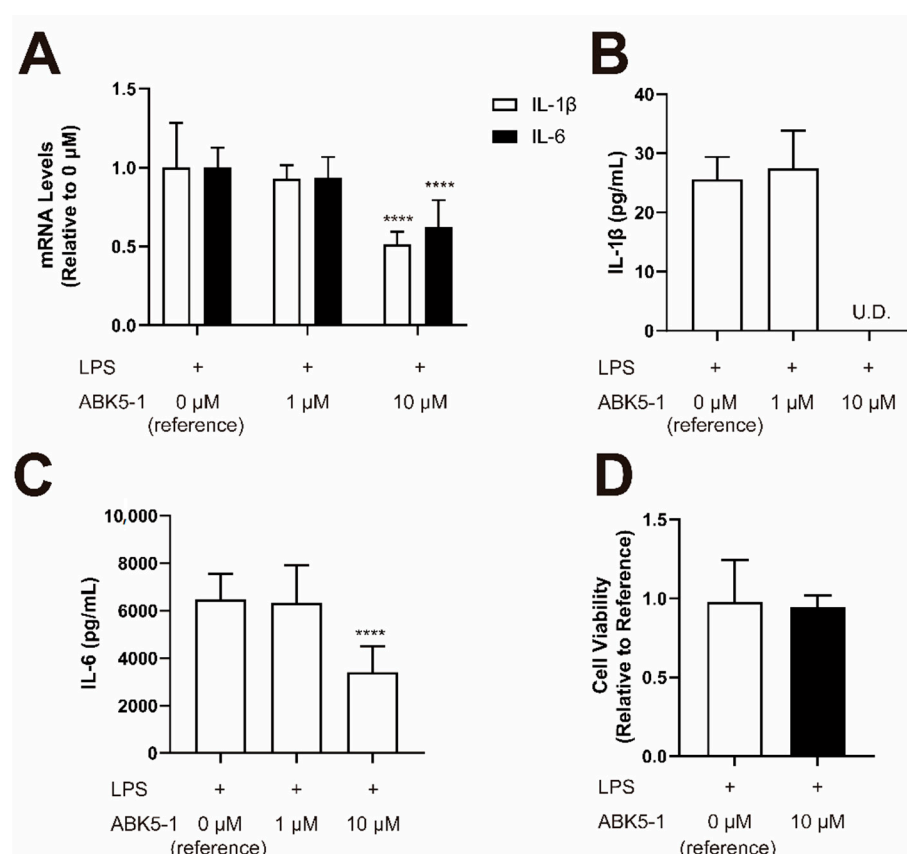 A
mRNA Levels
(Relative to 0 μM)
1.5
1.0
0.5
0.0
****
****
IL-1β
IL-6
LPS + + +
ABK5-1 0 μM 1 μM 10 μM
(reference)
B
IL-1β (pg/mL)
40
30
20
10
0
U.D.
LPS + + +
ABK5-1 0 μM 1 μM 10 μM
(reference)
C
IL-6 (pg/mL)
10,000
8000
6000
4000
2000
0
****
LPS + + +
ABK5-1 0 μM 1 μM 10 μM
(reference)
D
Cell Viability
(Relative to Reference)
1.5
1.0
0.5
0.0
LPS + +
ABK5-1 0 μM 10 μM
(reference)